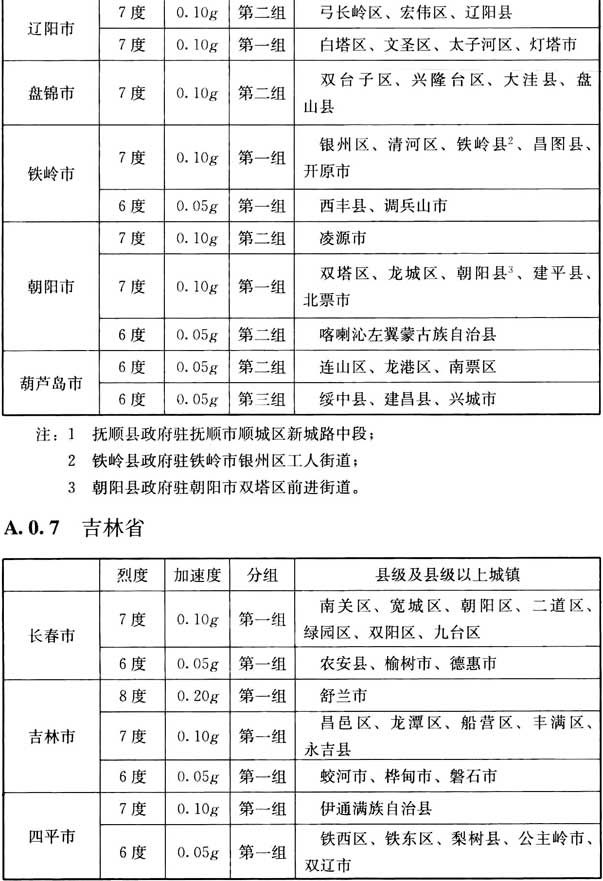 辽阳市 7度 0.10g 第二组 弓长岭区、宏伟区、辽阳县
7度 0.10g 第一组 白塔区、文圣区、太子河区、灯塔市
盘锦市 7度 0.10g 第二组 双台子区、兴隆台区、大洼县、盘
山县
铁岭市 7度 0.10g 第一组 银州区、清河区、铁岭县²、昌图县、
开原市
6度 0.05g 第一组 西丰县、调兵山市
朝阳市 7度 0.10g 第二组 凌源市
7度 0.10g 第一组 双塔区、龙城区、朝阳县³、建平县、
北票市
6度 0.05g 第二组 喀喇沁左翼蒙古族自治县
葫芦岛市 6度 0.05g 第二组 连山区、龙港区、南票区
6度 0.05g 第三组 绥中县、建昌县、兴城市
注：1 抚顺县政府驻抚顺市顺城区新城路中段；
2 铁岭县政府驻铁岭市银州区工人街道；
3 朝阳县政府驻朝阳市双塔区前进街道。
A.0.7 吉林省
烈度 加速度 分组 县级及县级以上城镇
长春市 7度 0.10g 第一组 南关区、宽城区、朝阳区、二道区、
绿园区、双阳区、九台区
6度 0.05g 第一组 农安县、榆树市、德惠市
吉林市 8度 0.20g 第一组 舒兰市
7度 0.10g 第一组 昌邑区、龙潭区、船营区、丰满区、
永吉县
6度 0.05g 第一组 蛟河市、桦甸市、磐石市
四平市 7度 0.10g 第一组 伊通满族自治县
6度 0.05g 第一组 铁西区、铁东区、梨树县、公主岭市、
双辽市